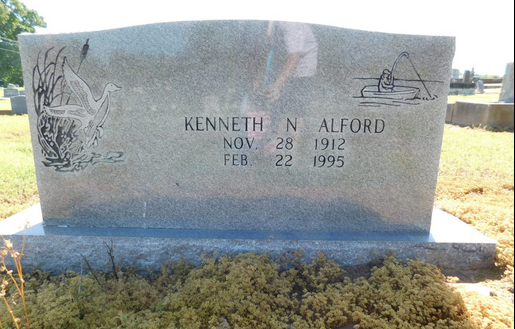 KENNETH N ALFORD
NOV. 28 1912
FEB. 22 1995